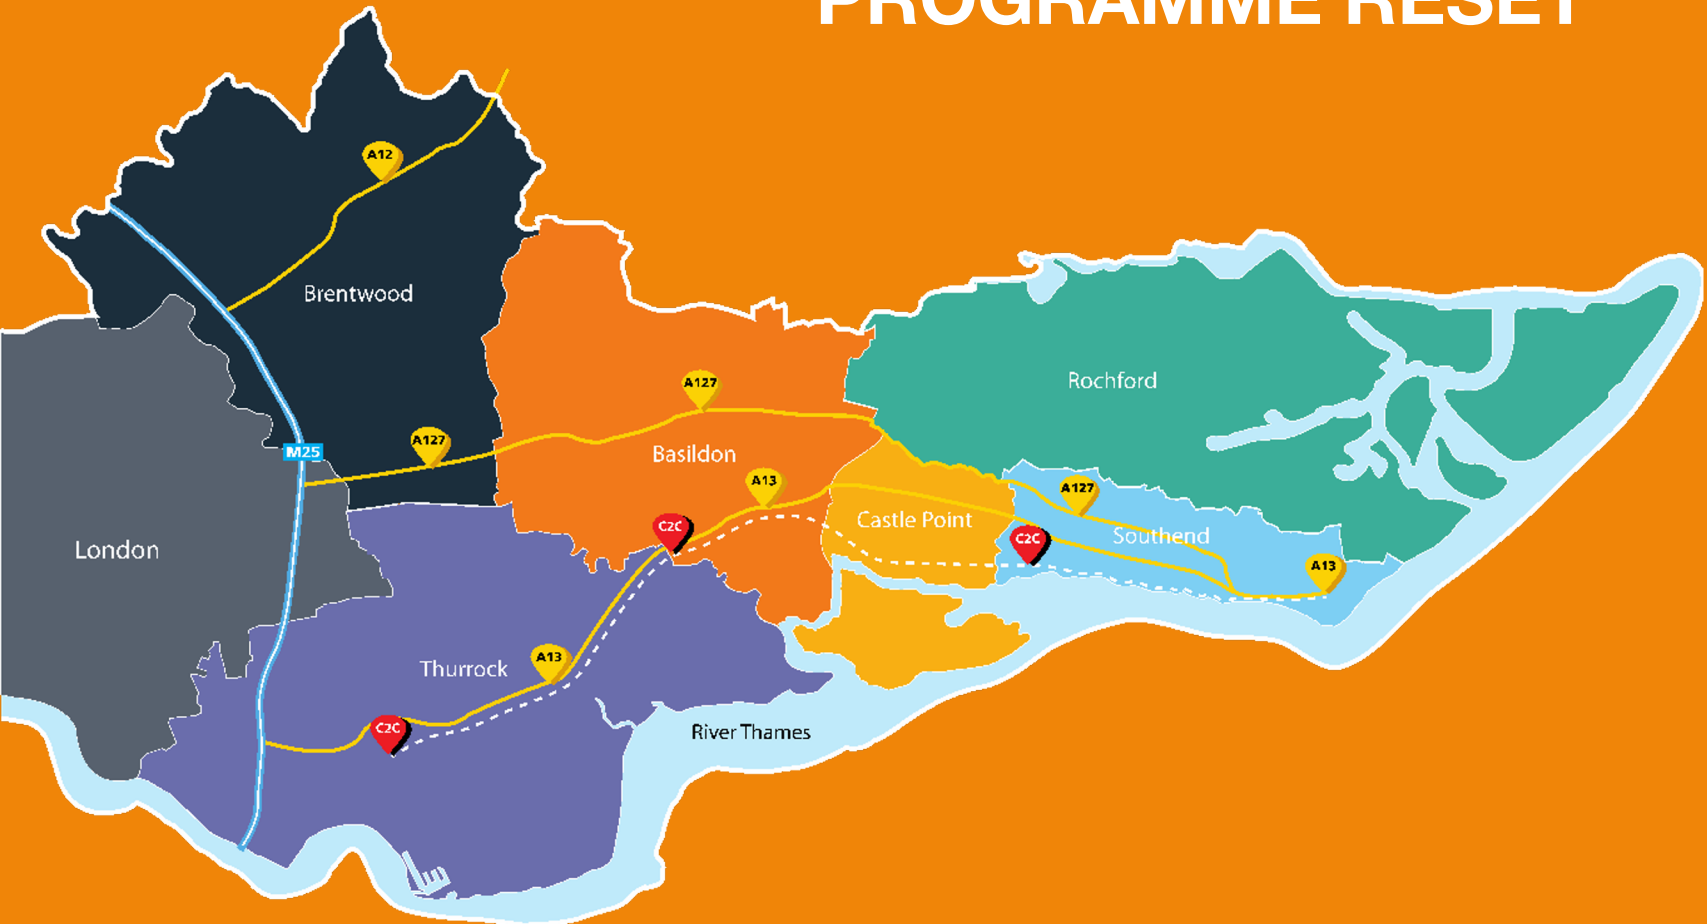 PROGRAMME RESET
A12
Brentwood
A127
Rochford
A127
M25
Basildon
A13
A127
Castle Point
C2C
Southend
C2C
London
A13
A13
Thurrock
C2C
River Thames